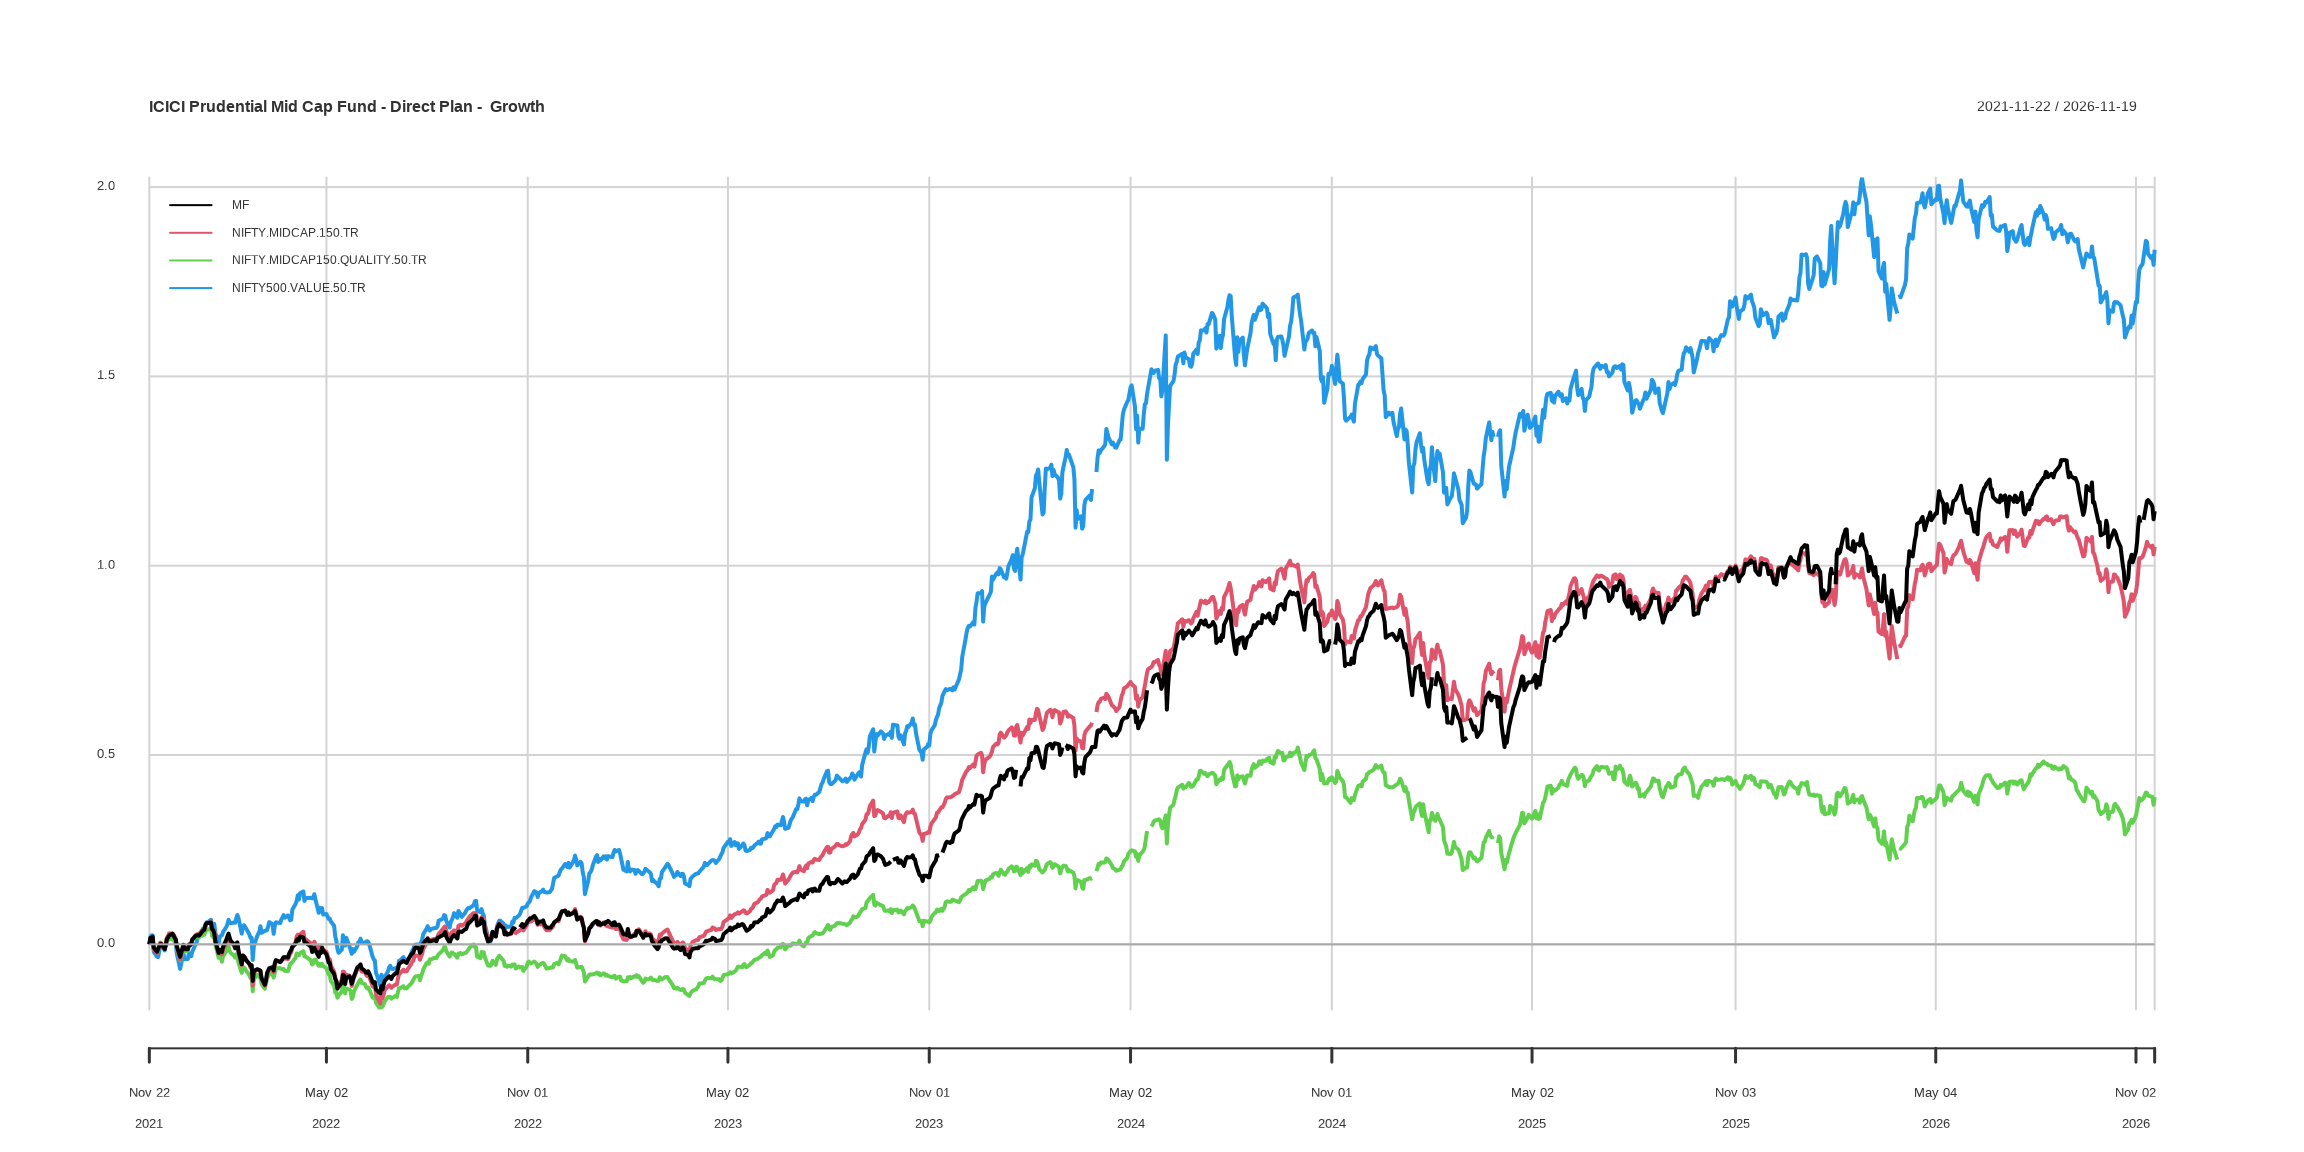 ICICI Prudential Mid Cap Fund - Direct Plan -  Growth
2021-11-22 / 2026-11-19
2.0
1.5
1.0
0.5
0.0
MF
NIFTY.MIDCAP.150.TR
NIFTY.MIDCAP150.QUALITY.50.TR
NIFTY500.VALUE.50.TR
Nov 22 May 02 Nov 01 May 02 Nov 01 May 02 Nov 01 May 02 Nov 03 May 04 Nov 02
2021 2022 2022 2023 2023 2024 2024 2025 2025 2026 2026